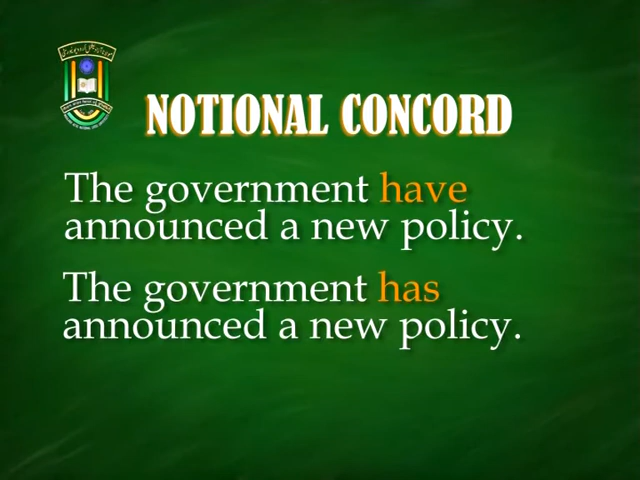 NOTIONAL CONCORD
The government have
announced a new policy.
The government has
announced a new policy.